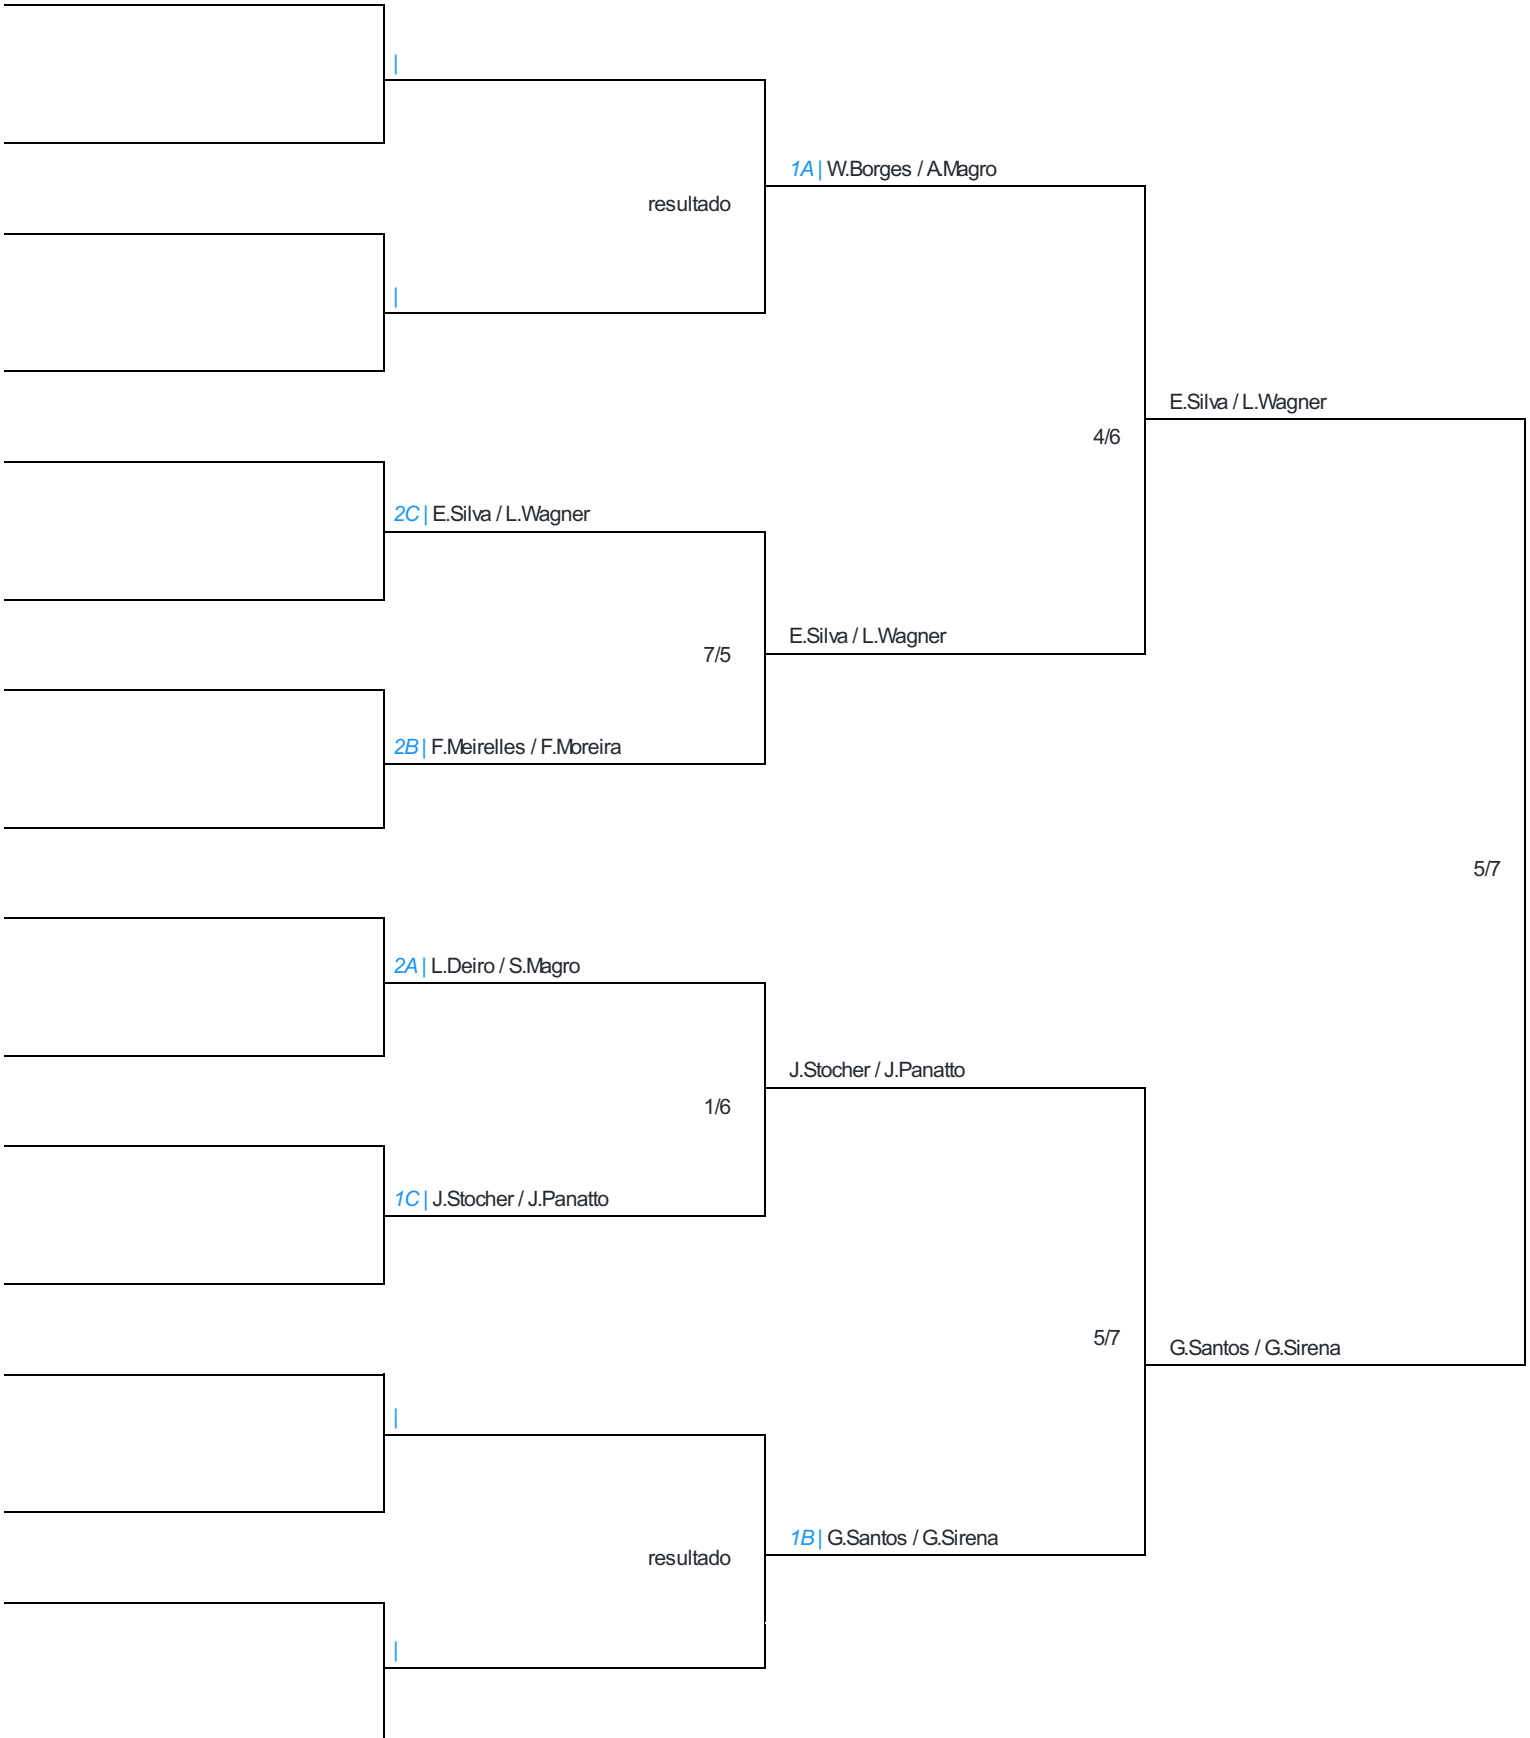 |
1A | W.Borges / A.Magro
resultado
|
E.Silva / L.Wagner
4/6
2C | E.Silva / L.Wagner
E.Silva / L.Wagner
7/5
2B | F.Meirelles / F.Moreira
5/7
2A | L.Deiro / S.Magro
J.Stocher / J.Panatto
1/6
1C | J.Stocher / J.Panatto
5/7
G.Santos / G.Sirena
|
1B | G.Santos / G.Sirena
resultado
|